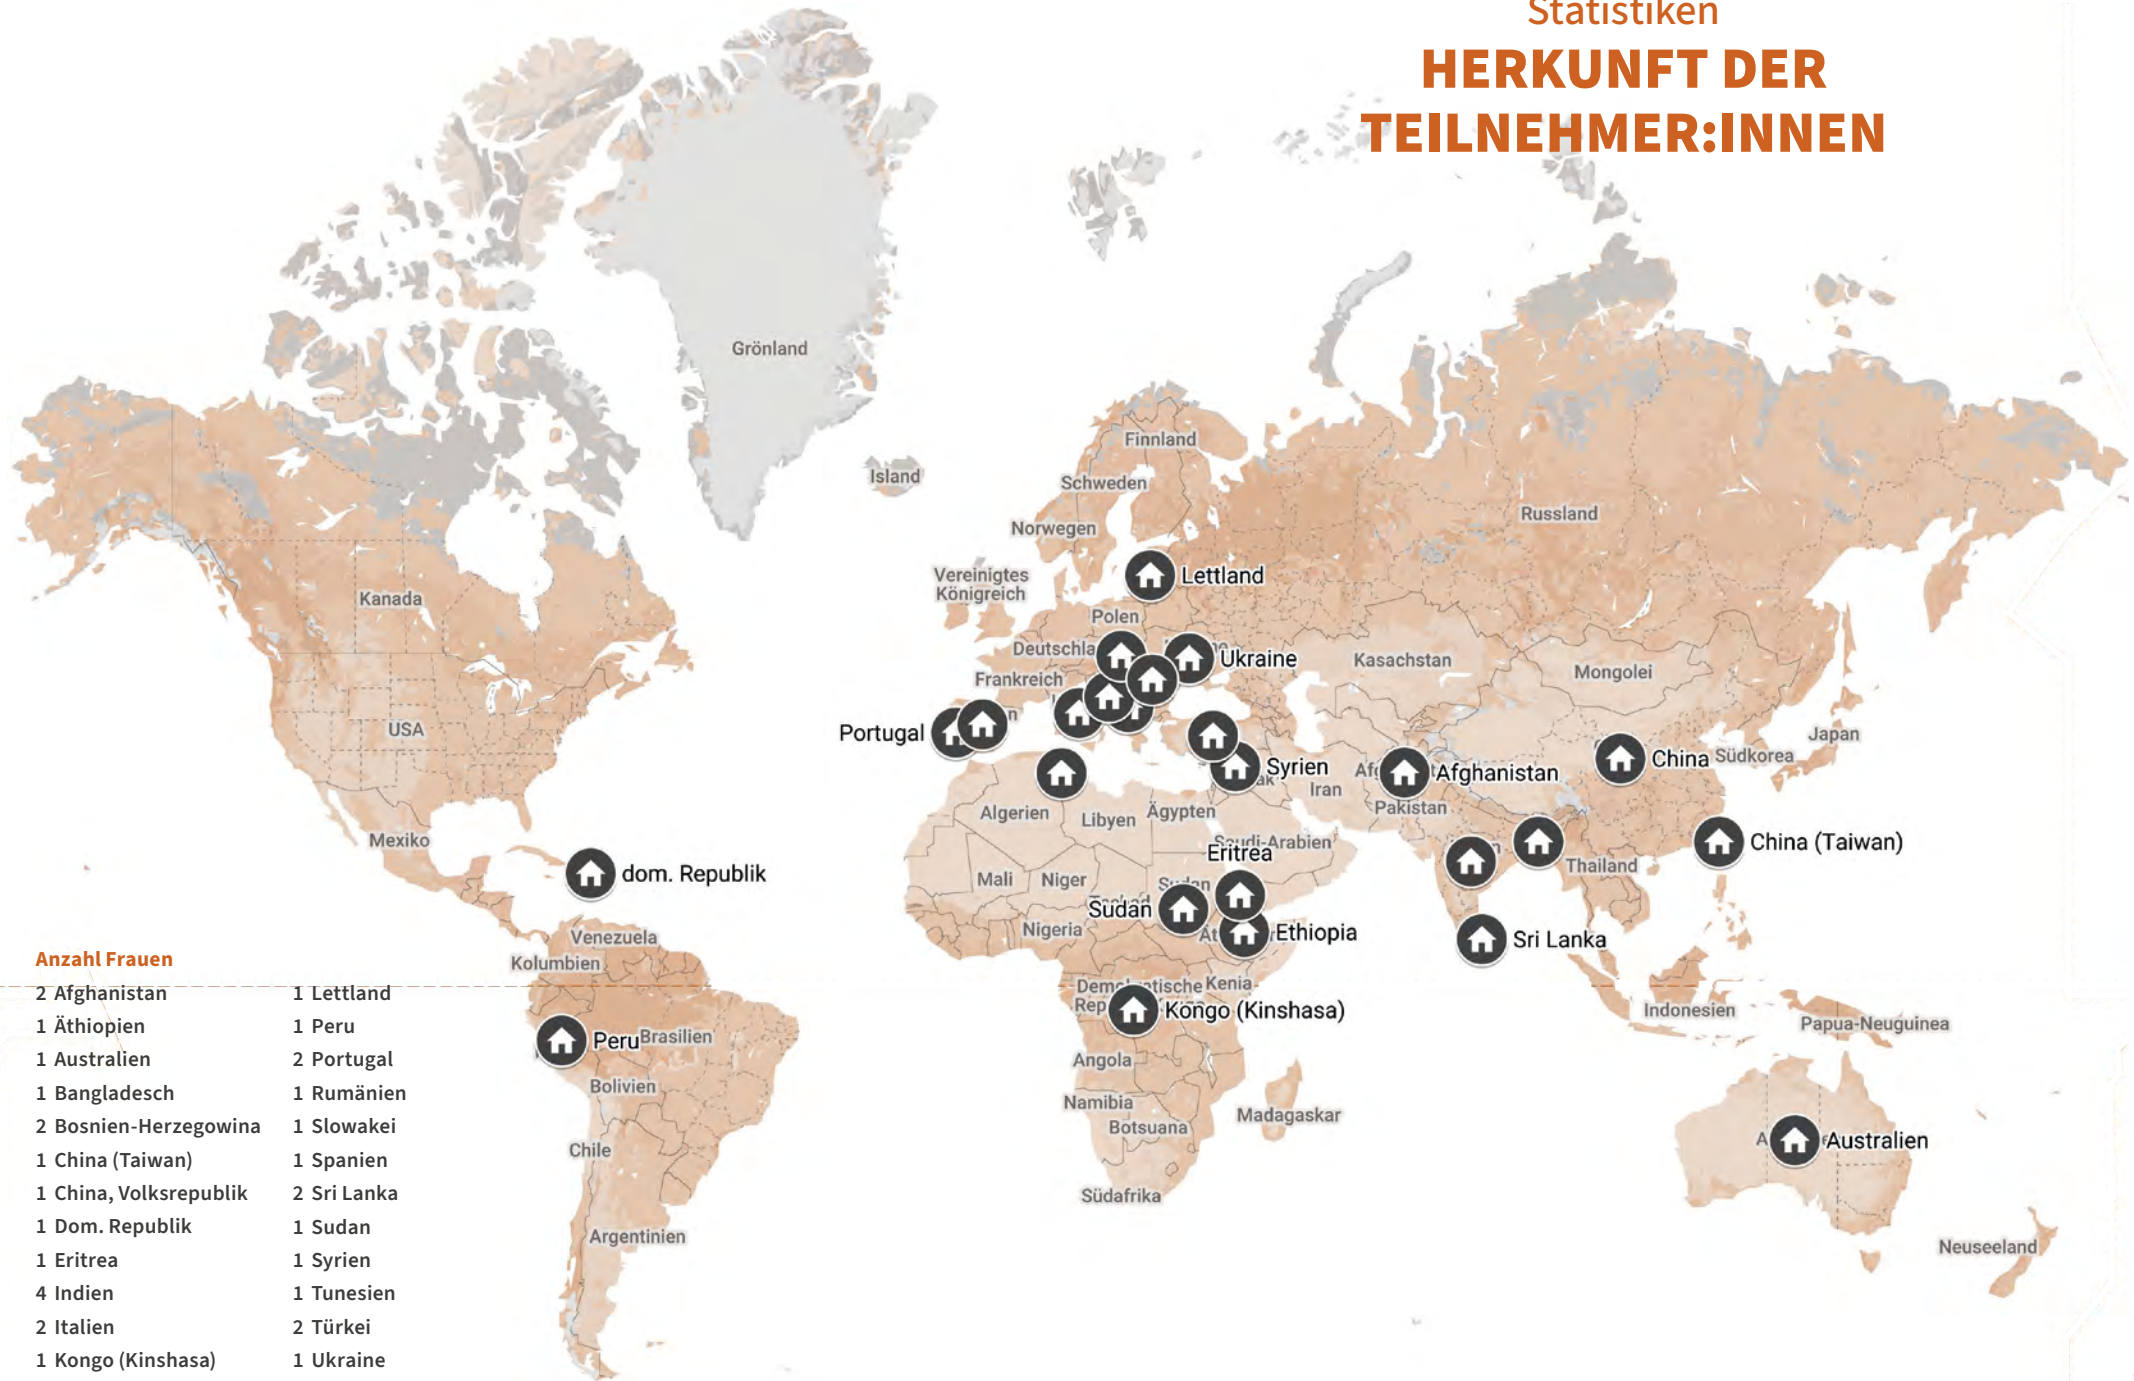 Statistiken
HERKUNFT DER
TEILNEHMER:INNEN
Grönland
Island
Finnland
Schweden
Norwegen
Russland
Vereinigtes
Königreich
Lettland
Kanada
Polen
Deutschla
Ukraine
Frankreich
Kasachstan
Mongolei
USA
Portugal
n
Japan
China
Südkorea
Syrien
Afg
Afghanistan
ak
Iran
Algerien
Libyen
Ägypten
Pakistan
Mexiko
Saudi-Arabien
Eritrea
n
China (Taiwan)
Thailand
dom. Republik
Mali
Niger
Sudan
Sudan
Nigeria
Ät
Ethiopia
Sri Lanka
Venezuela
Kolumbien
Demokratische
Rep
Kenia
Kongo (Kinshasa)
Indonesien
Papua-Neuguinea
Peru
Brasilien
Angola
Bolivien
Namibia
Botsuana
Madagaskar
Chile
A
Australien
Südafrika
Argentinien
Neuseeland
Anzahl Frauen
2 Afghanistan
1 Äthiopien
1 Australien
1 Bangladesch
2 Bosnien-Herzegowina
1 China (Taiwan)
1 China, Volksrepublik
1 Dom. Republik
1 Eritrea
4 Indien
2 Italien
1 Kongo (Kinshasa)
1 Lettland
1 Peru
2 Portugal
1 Rumänien
1 Slowakei
1 Spanien
2 Sri Lanka
1 Sudan
1 Syrien
1 Tunesien
2 Türkei
1 Ukraine